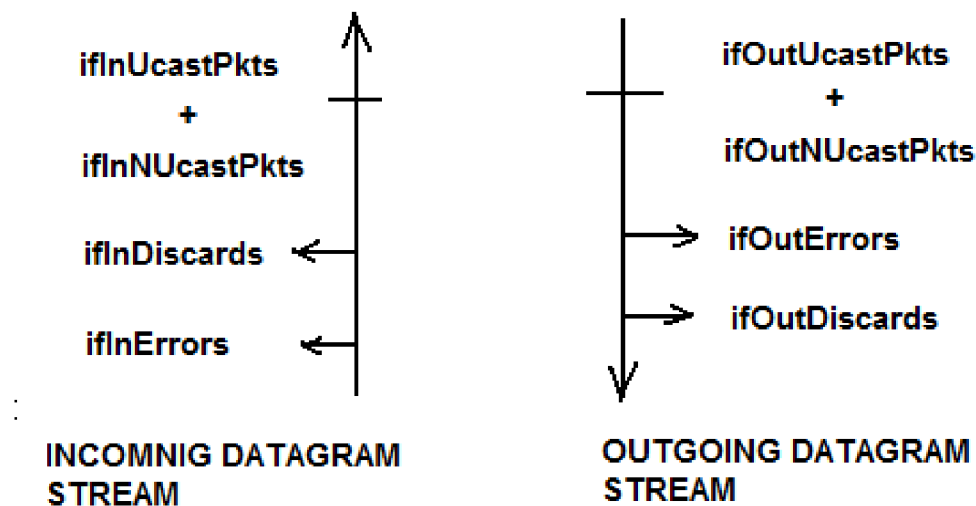 ifInUcastPkts
+
ifInNUcastPkts
ifInDiscards
ifInErrors
:
INCOMNIG DATAGRAM
STREAM
ifOutUcastPkts
+
ifOutNUcastPkts
ifOutErrors
ifOutDiscards
OUTGOING DATAGRAM
STREAM